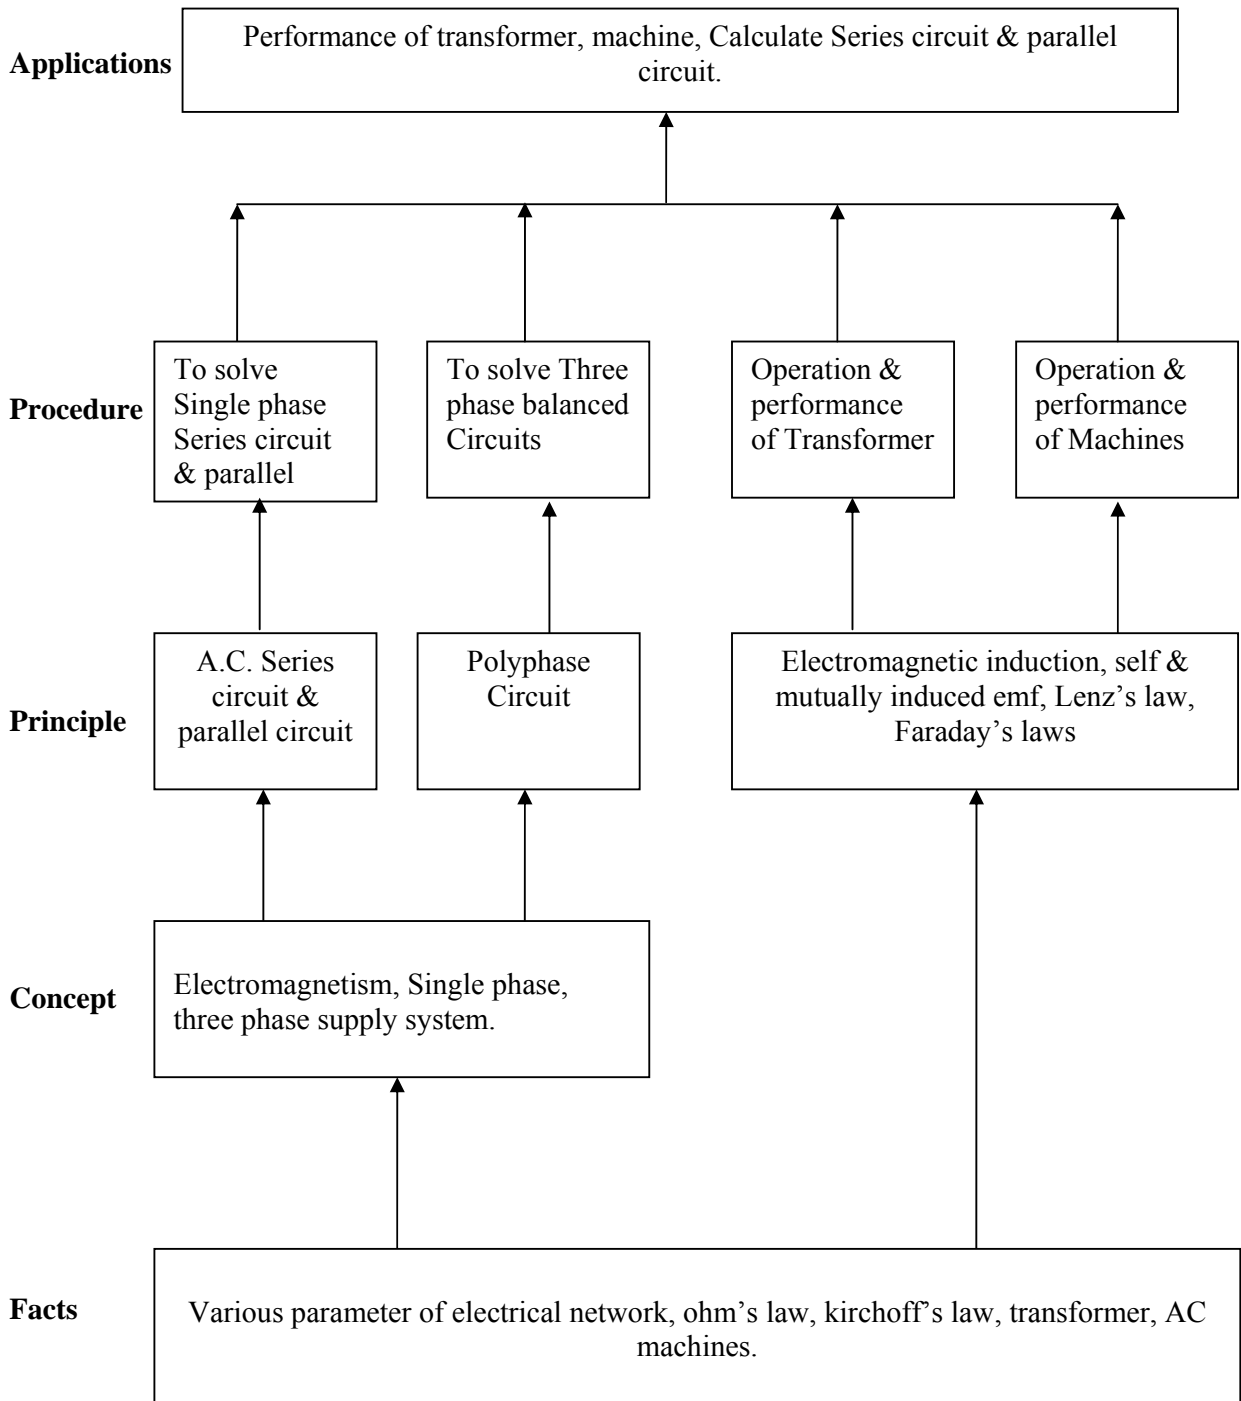 Applications
Performance of transformer, machine, Calculate Series circuit & parallel
circuit.
Procedure
To solve
Single phase
Series circuit
& parallel
To solve Three
phase balanced
Circuits
Operation &
performance
of Transformer
Operation &
performance
of Machines
Principle
A.C. Series
circuit &
parallel circuit
Polyphase
Circuit
Electromagnetic induction, self &
mutually induced emf, Lenz’s law,
Faraday’s laws
Concept
Electromagnetism, Single phase,
three phase supply system.
Facts
Various parameter of electrical network, ohm’s law, kirchoff’s law, transformer, AC
machines.